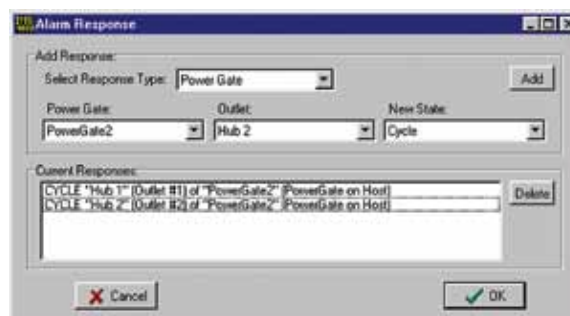 Alarm Response
Add Response:
Select Response Type: Power Gate
Add
Power Gate: Outlet: New State:
PowerGate2 Hub 2 Cycle
Current Responses:
CYCLE "Hub 1" (Outlet #1) of "PowerGate2" (PowerGate on Host)
CYCLE "Hub 2" (Outlet #2) of "PowerGate2" (PowerGate on Host)
Delete
Cancel OK